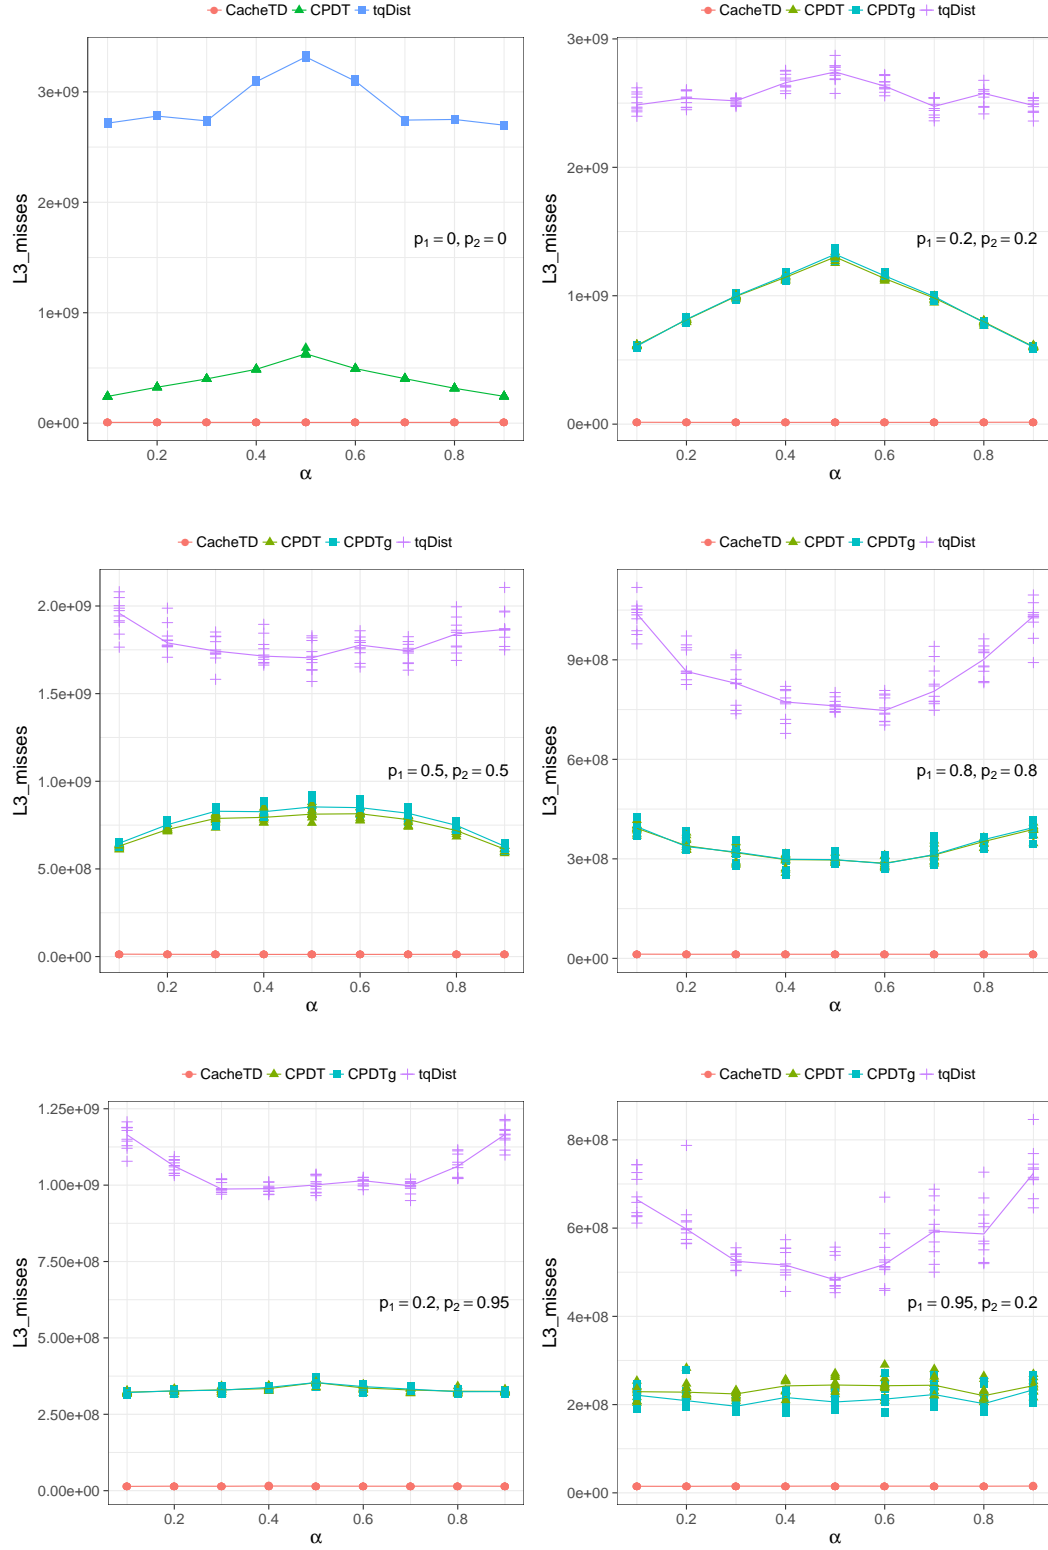 CacheTD CPDT tqDist
3e+09
2e+09
1e+09
0e+00
L3_misses
p1 = 0, p2 = 0
0.2 0.4 0.6 0.8
α
CacheTD CPDT CPDTg tqDist
3e+09
2e+09
1e+09
0e+00
L3_misses
p1 = 0.2, p2 = 0.2
0.2 0.4 0.6 0.8
α
CacheTD CPDT CPDTg tqDist
2.0e+09
1.5e+09
1.0e+09
5.0e+08
0.0e+00
L3_misses
p1 = 0.5, p2 = 0.5
0.2 0.4 0.6 0.8
α
CacheTD CPDT CPDTg tqDist
9e+08
6e+08
3e+08
0e+00
L3_misses
p1 = 0.8, p2 = 0.8
0.2 0.4 0.6 0.8
α
CacheTD CPDT CPDTg tqDist
1.25e+09
1.00e+09
7.50e+08
5.00e+08
2.50e+08
0.00e+00
L3_misses
p1 = 0.2, p2 = 0.95
0.2 0.4 0.6 0.8
α
CacheTD CPDT CPDTg tqDist
8e+08
6e+08
4e+08
2e+08
0e+00
L3_misses
p1 = 0.95, p2 = 0.2
0.2 0.4 0.6 0.8
α